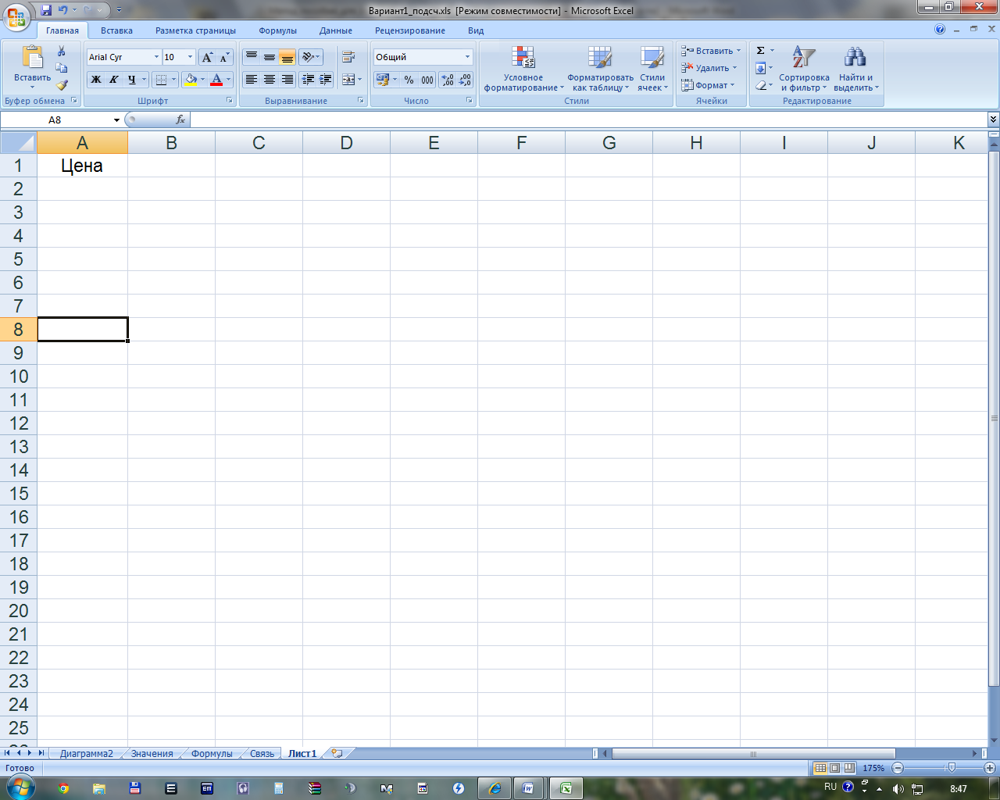 Вариант1_подсч.xls [Режим совместимости] - Microsoft Excel
Главная Вставка Разметка страницы Формулы Данные Рецензирование Вид
Вставить
Буфер обмена
Arial Cyr 10
Ж К Ч
Шрифт
Выравнивание
Общий
% 000
Число
Условное форматирование
Форматировать как таблицу
Стили ячеек
Стили
Вставить
Удалить
Формат
Ячейки
Σ
Сортировка и фильтр
Найти и выделить
Редактирование
A8 fx
A B C D E F G H I J K
1 Цена
2
3
4
5
6
7
8
9
10
11
12
13
14
15
16
17
18
19
20
21
22
23
24
25
Диаграмма2 Значения Формулы Связь Лист1
Готово 175%
RU 8:47